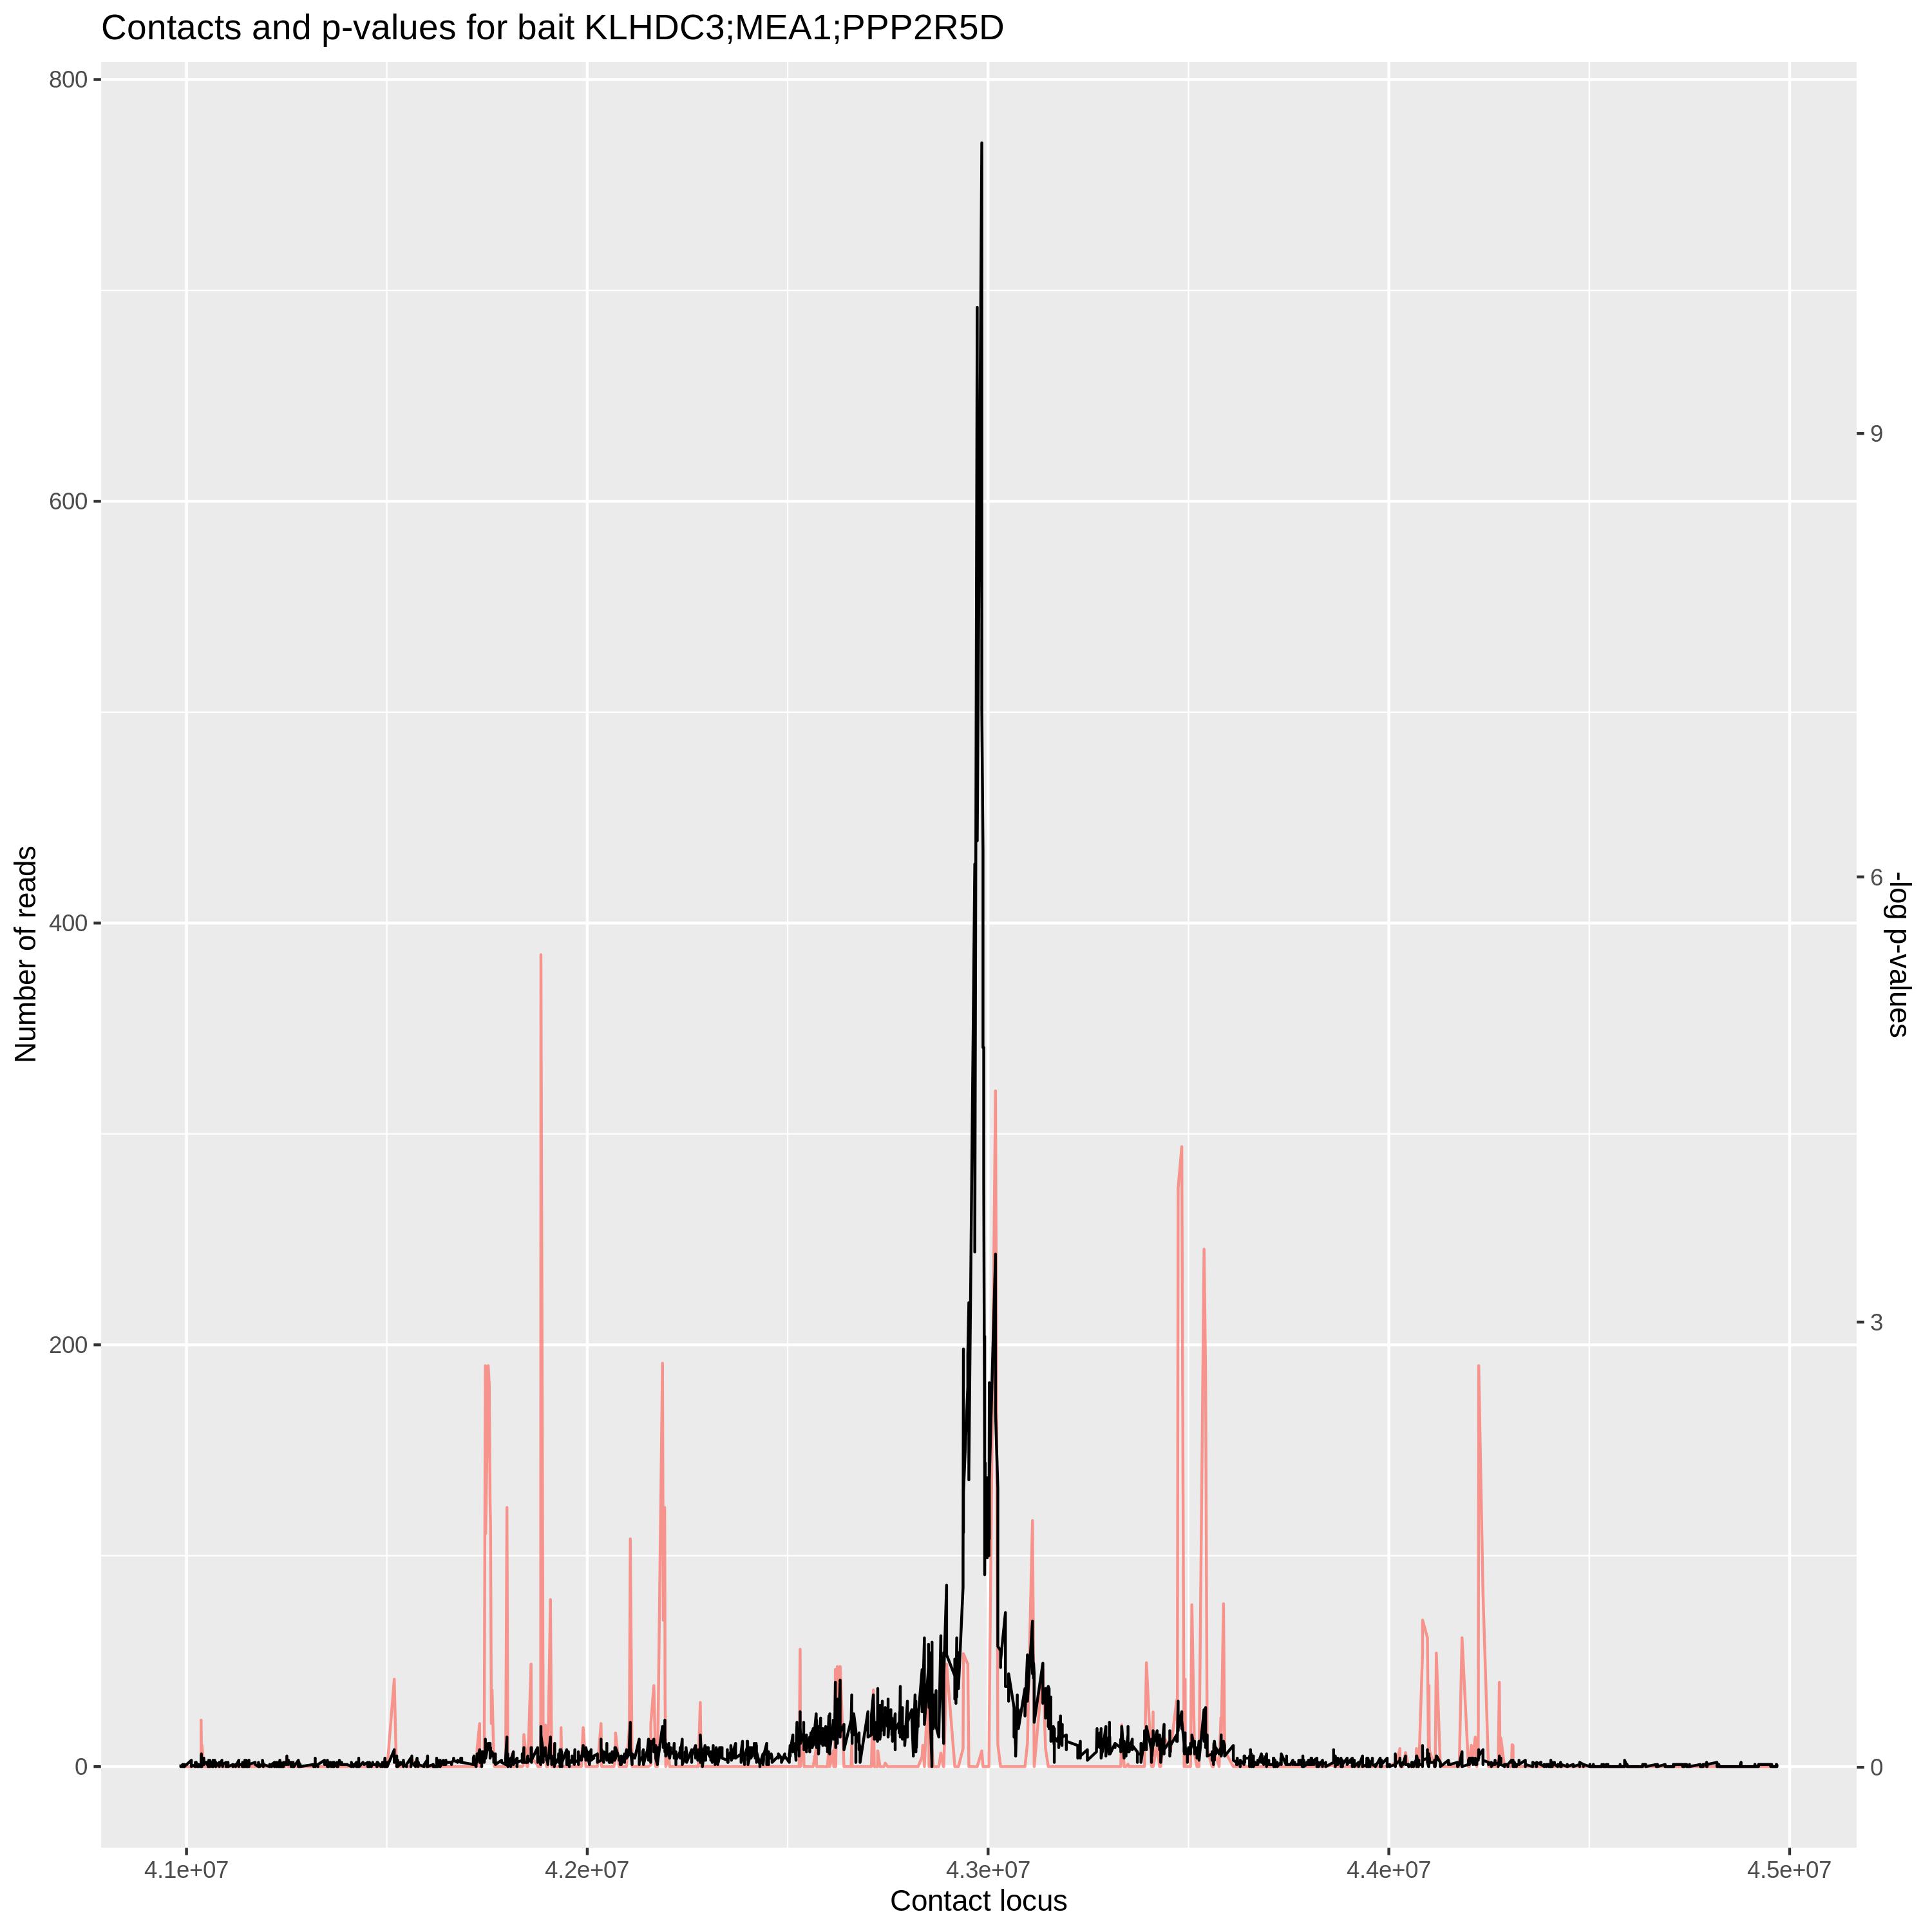 Contacts and p-values for bait KLHDC3;MEA1;PPP2R5D
800
600
400
200
0
Number of reads
9
6
3
0
-log p-values
4.1e+07 4.2e+07 4.3e+07 4.4e+07 4.5e+07
Contact locus